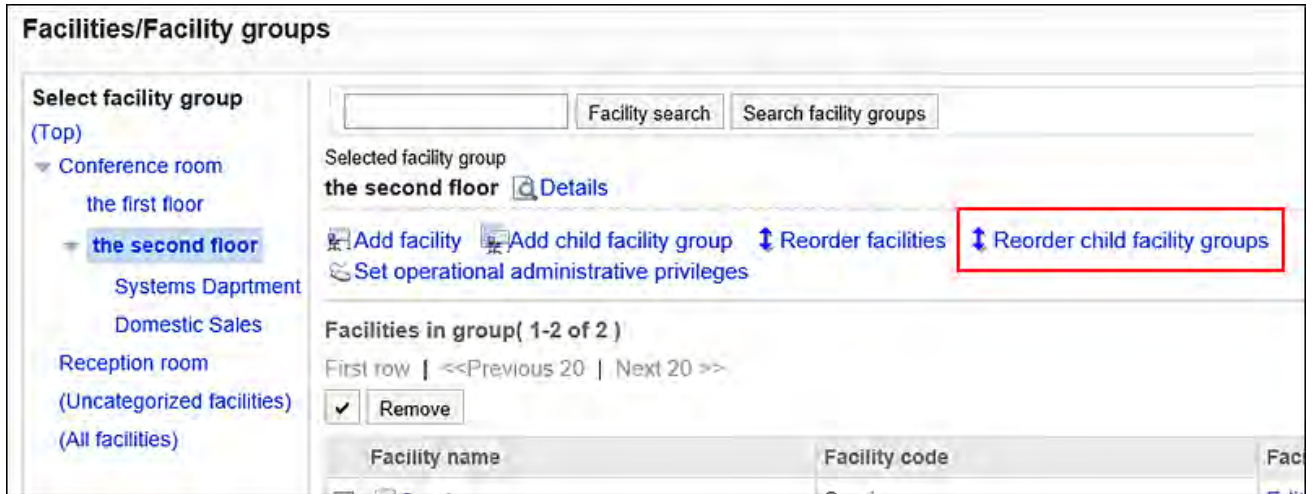 Facilities/Facility groups
Select facility group
(Top)
Conference room
the first floor
the second floor
Systems Daprtment
Domestic Sales
Reception room
(Uncategorized facilities)
(All facilities)
Facility search
Search facility groups
Selected facility group
the second floor Details
Add facility Add child facility group Reorder facilities Reorder child facility groups
Set operational administrative privileges
Facilities in group( 1-2 of 2 )
First row | <<Previous 20 | Next 20 >>
Remove
Facility name Facility code